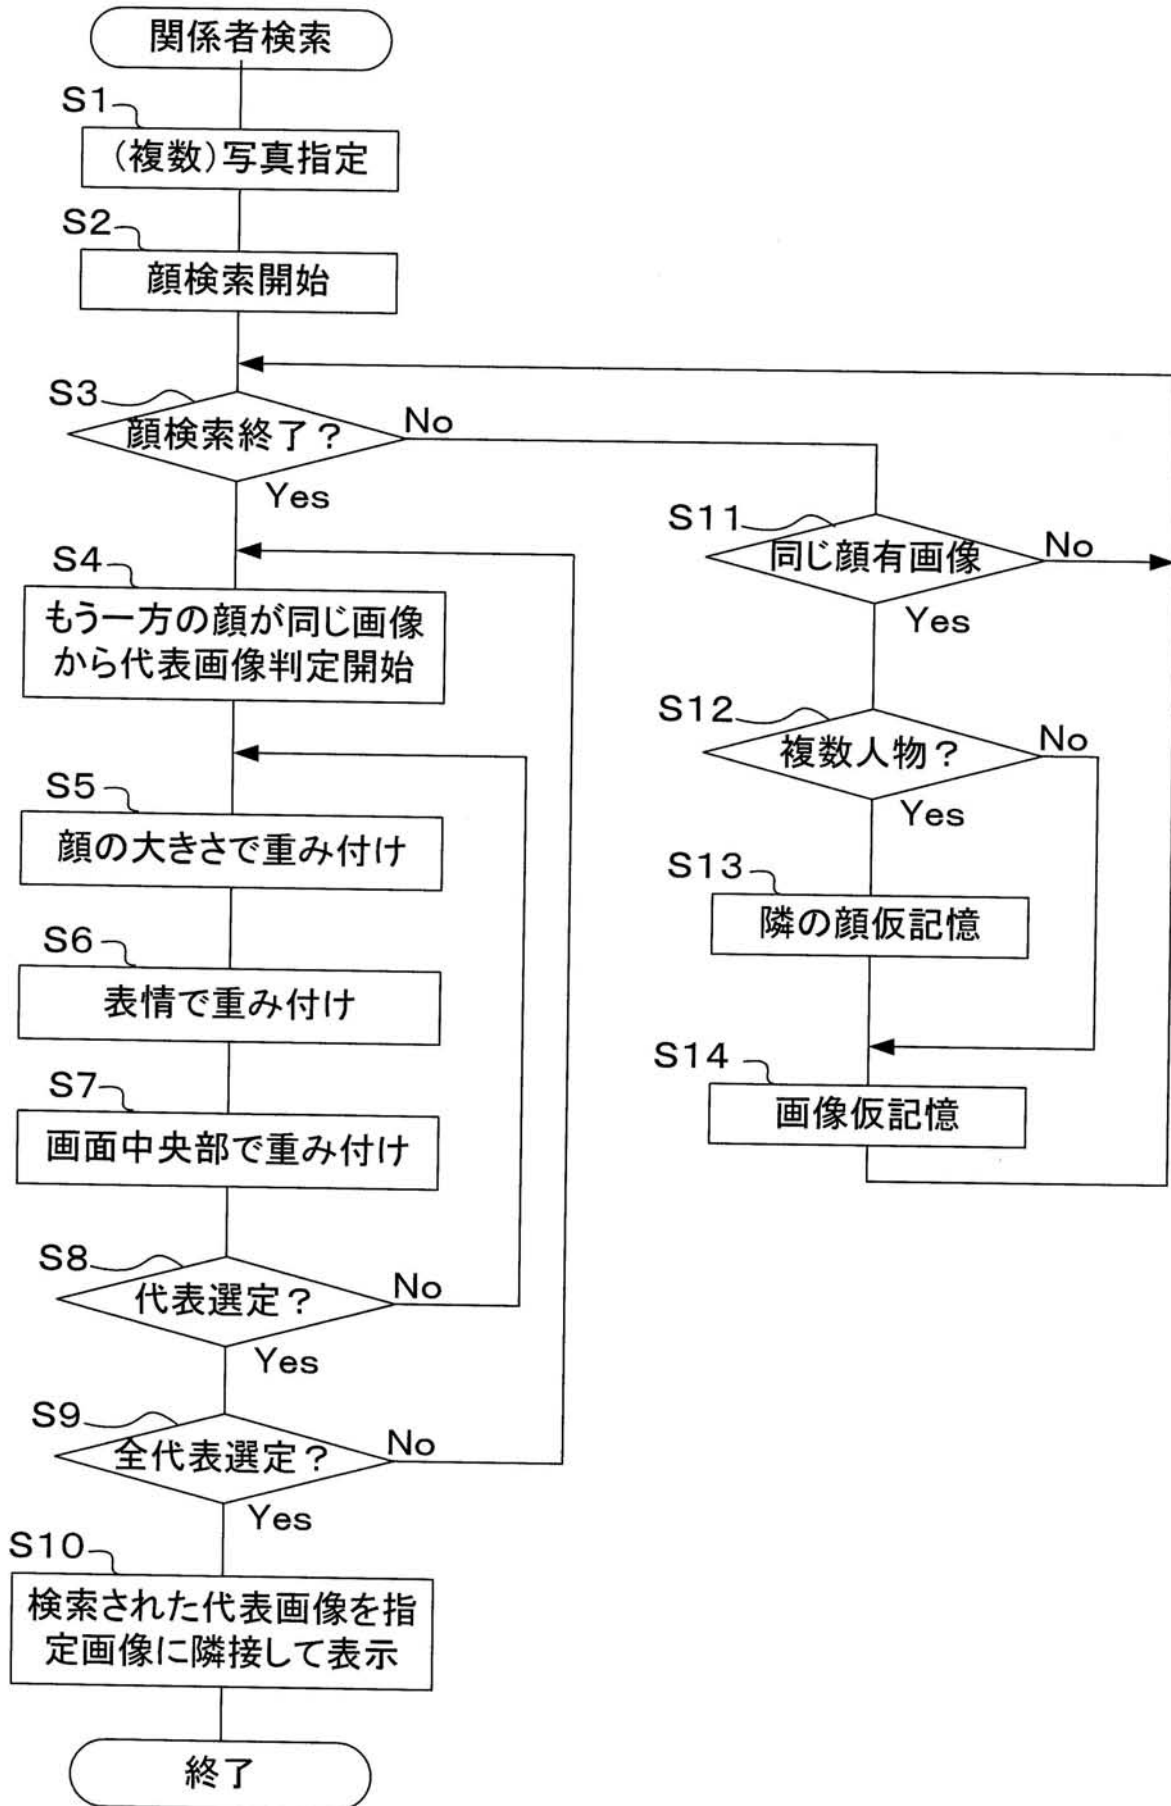 関係者検索
S1
(複数)写真指定
S2
顔検索開始
S3
顔検索終了?
No
Yes
S4
もう一方の顔が同じ画像
から代表画像判定開始
S5
顔の大きさで重み付け
S6
表情で重み付け
S7
画面中央部で重み付け
S8
代表選定?
No
Yes
S9
全代表選定?
No
Yes
S10
検索された代表画像を指
定画像に隣接して表示
終了
S11
同じ顔有画像
No
Yes
S12
複数人物?
No
Yes
S13
隣の顔仮記憶
S14
画像仮記憶